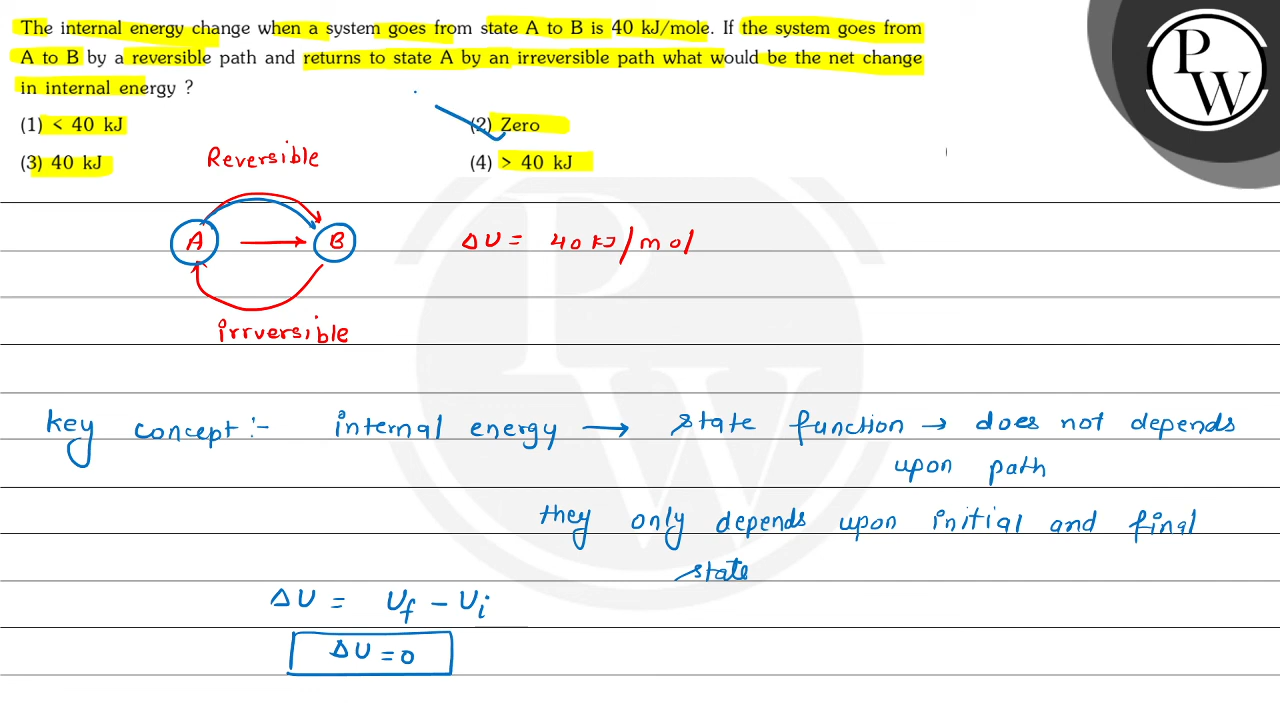 The internal energy change when a system goes from state A to B is 40 kJ/mole. If the system goes from
A to B by a reversible path and returns to state A by an irreversible path what would be the net change
in internal energy ?
(1) < 40 kJ (2) Zero
(3) 40 kJ (4) > 40 kJ
Reversible
A → B ΔU = 40 kJ/mol
irrversible
key concept :- internal energy → state function → does not depends
upon path
they only depends upon initial and final
state
ΔU = Uf - Ui
ΔU = 0
P
W
P
W